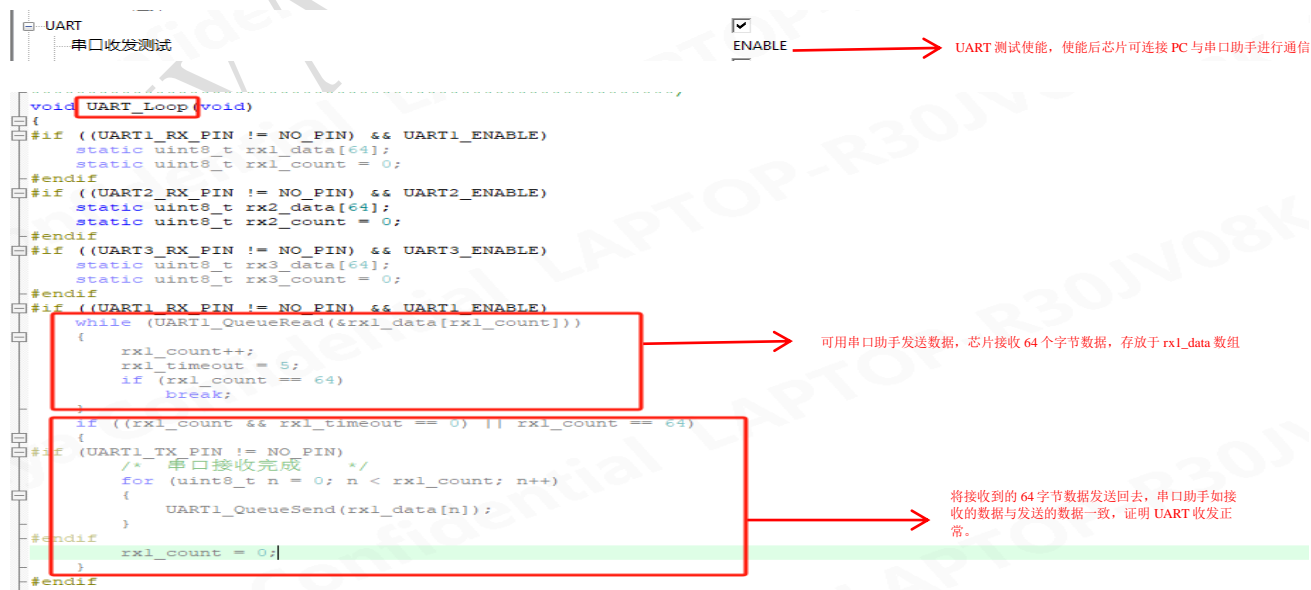 UART
串口收发测试
ENABLE
UART 测试使能，使能后芯片可连接 PC 与串口助手进行通信
void UART_Loop(void)
{
#if ((UART1_RX_PIN != NO_PIN) && UART1_ENABLE)
static uint8_t rx1_data[64];
static uint8_t rx1_count = 0;
#endif
#if ((UART2_RX_PIN != NO_PIN) && UART2_ENABLE)
static uint8_t rx2_data[64];
static uint8_t rx2_count = 0;
#endif
#if ((UART3_RX_PIN != NO_PIN) && UART3_ENABLE)
static uint8_t rx3_data[64];
static uint8_t rx3_count = 0;
#endif
#if ((UART1_RX_PIN != NO_PIN) && UART1_ENABLE)
while (UART1_QueueRead(&rx1_data[rx1_count]))
{
rx1_count++;
rx1_timeout = 5;
if (rx1_count == 64)
break;
}
可用串口助手发送数据，芯片接收 64 个字节数据，存放于 rx1_data 数组
if ((rx1_count && rx1_timeout == 0) || rx1_count == 64)
{
#if (UART1_TX_PIN != NO_PIN)
/* 串口接收完成 */
for (uint8_t n = 0; n < rx1_count; n++)
{
UART1_QueueSend(rx1_data[n]);
}
#endif
rx1_count = 0;
}
#endif
将接收到的 64 字节数据发送回去，串口助手如接
收的数据与发送的数据一致，证明 UART 收发正
常。